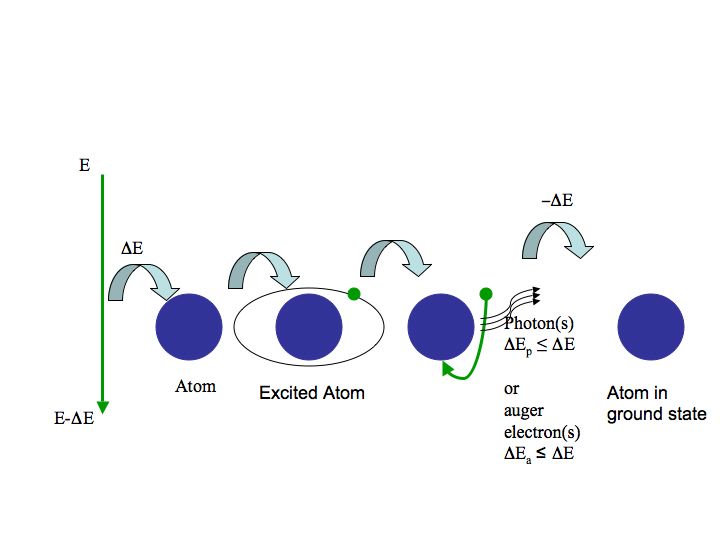 E
−ΔE
ΔE
Photon(s)
ΔEp ≤ ΔE
Atom
Excited Atom
or
auger
electron(s)
ΔEa ≤ ΔE
Atom in
ground state
E-ΔE